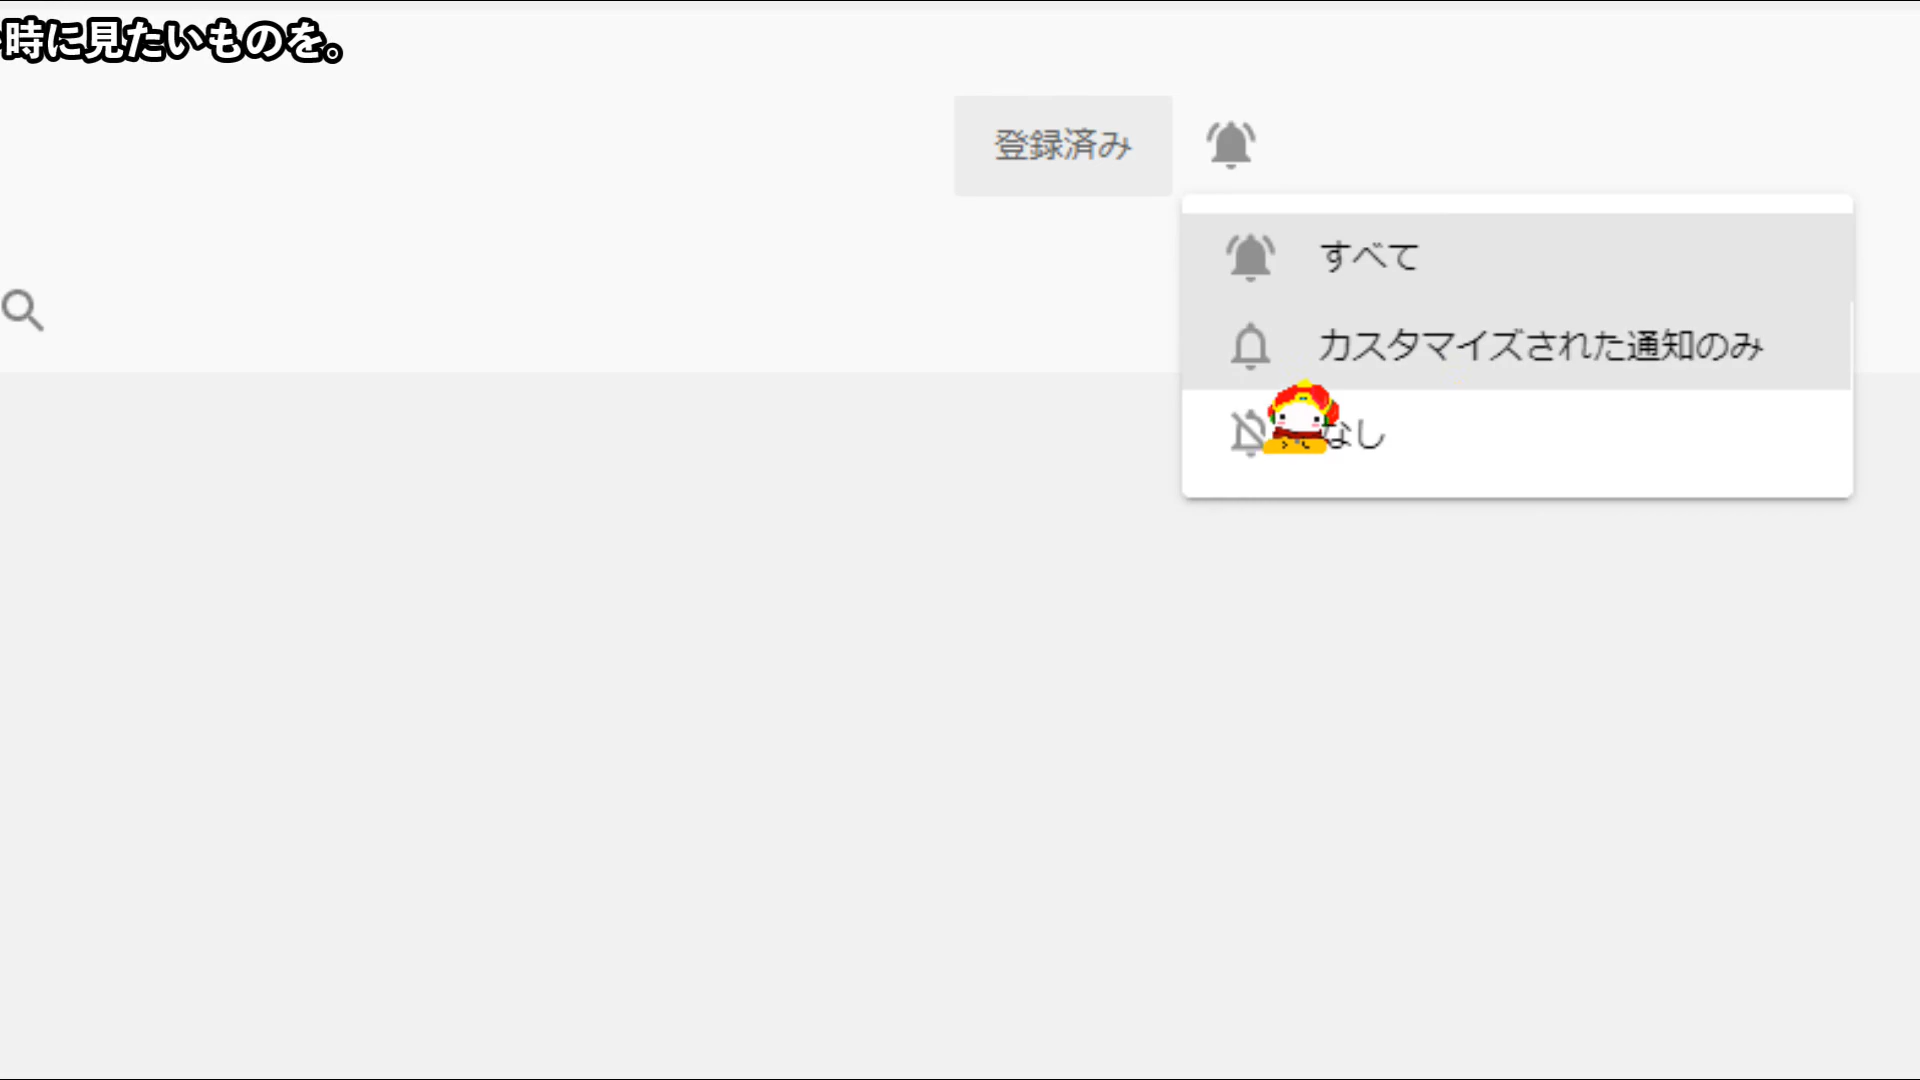 時に見たいものを。
登録済み
すべて
カスタマイズされた通知のみ
なし